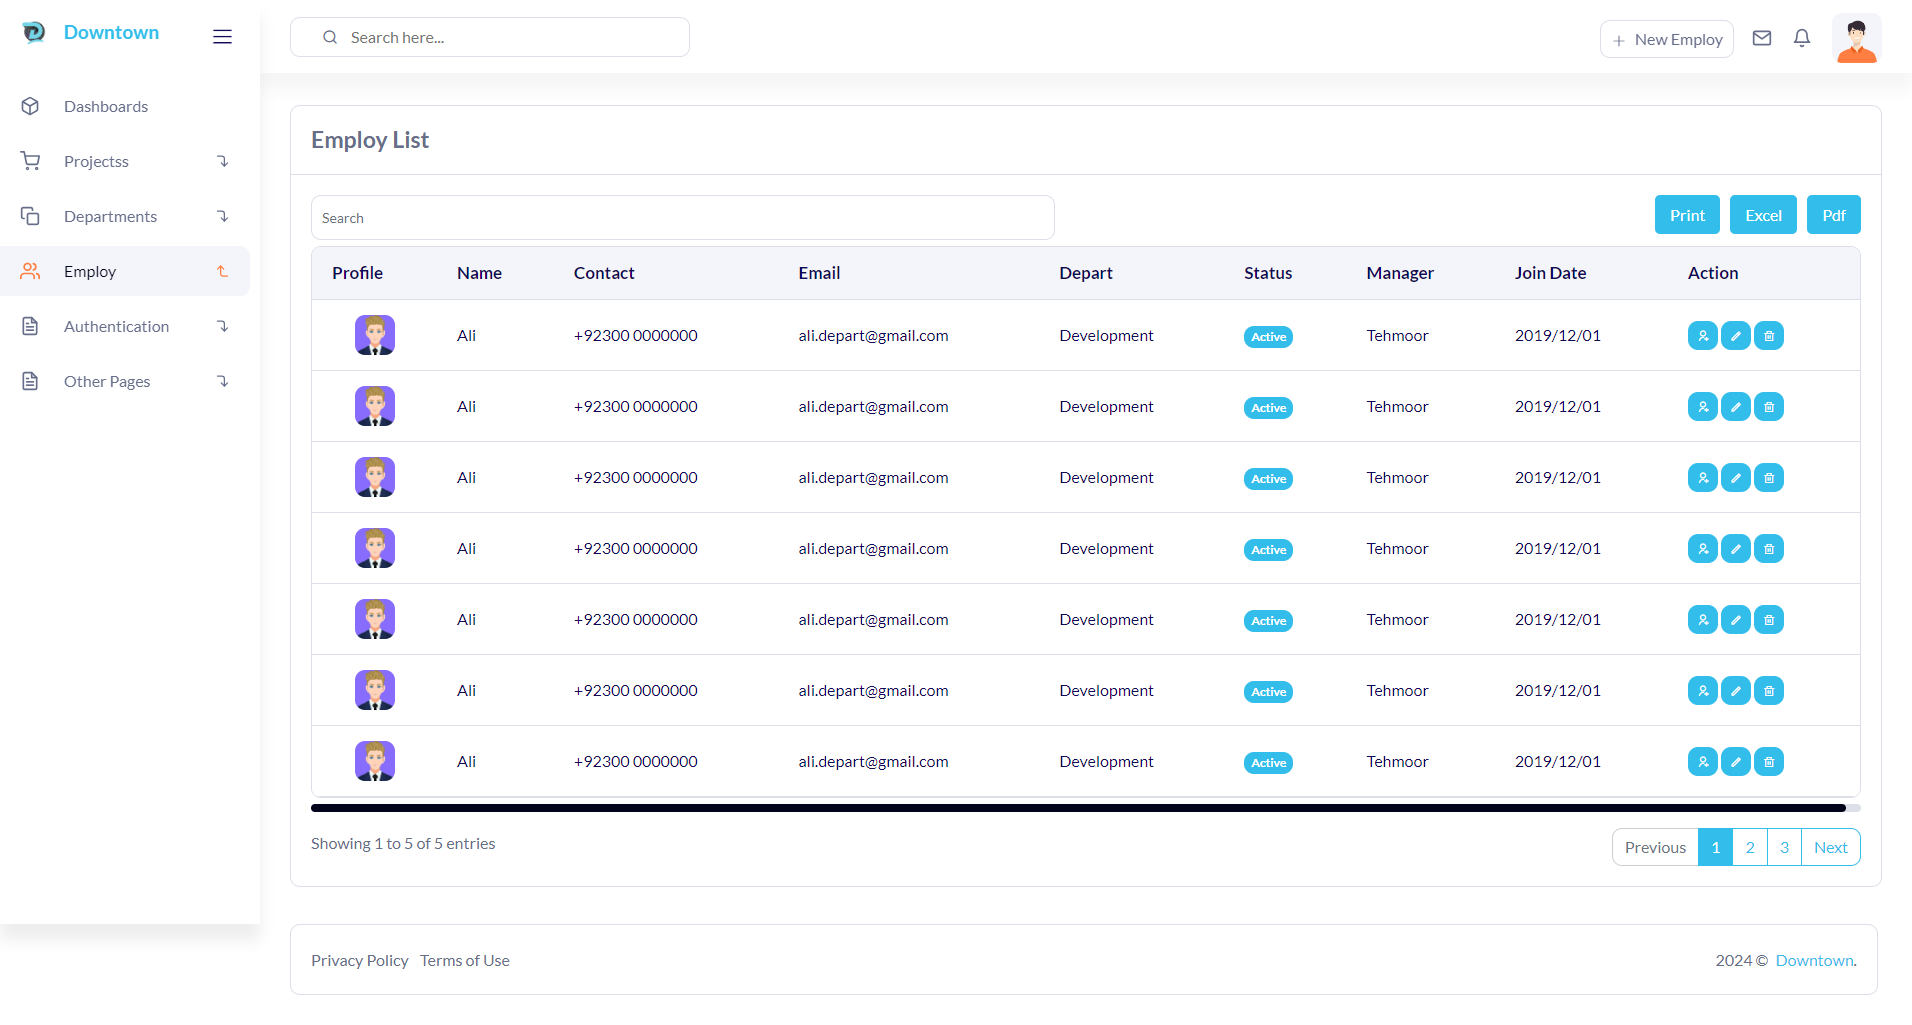 Downtown
Search here...
New Employ
Dashboards
Projectss
Departments
Employ
Authentication
Other Pages
Employ List
Search
Print Excel Pdf
Profile Name Contact Email Depart Status Manager Join Date Action
Ali +92300 0000000 ali.depart@gmail.com Development Active Tehmoor 2019/12/01
Ali +92300 0000000 ali.depart@gmail.com Development Active Tehmoor 2019/12/01
Ali +92300 0000000 ali.depart@gmail.com Development Active Tehmoor 2019/12/01
Ali +92300 0000000 ali.depart@gmail.com Development Active Tehmoor 2019/12/01
Ali +92300 0000000 ali.depart@gmail.com Development Active Tehmoor 2019/12/01
Ali +92300 0000000 ali.depart@gmail.com Development Active Tehmoor 2019/12/01
Ali +92300 0000000 ali.depart@gmail.com Development Active Tehmoor 2019/12/01
Showing 1 to 5 of 5 entries
Previous 1 2 3 Next
Privacy Policy Terms of Use
2024 © Downtown.